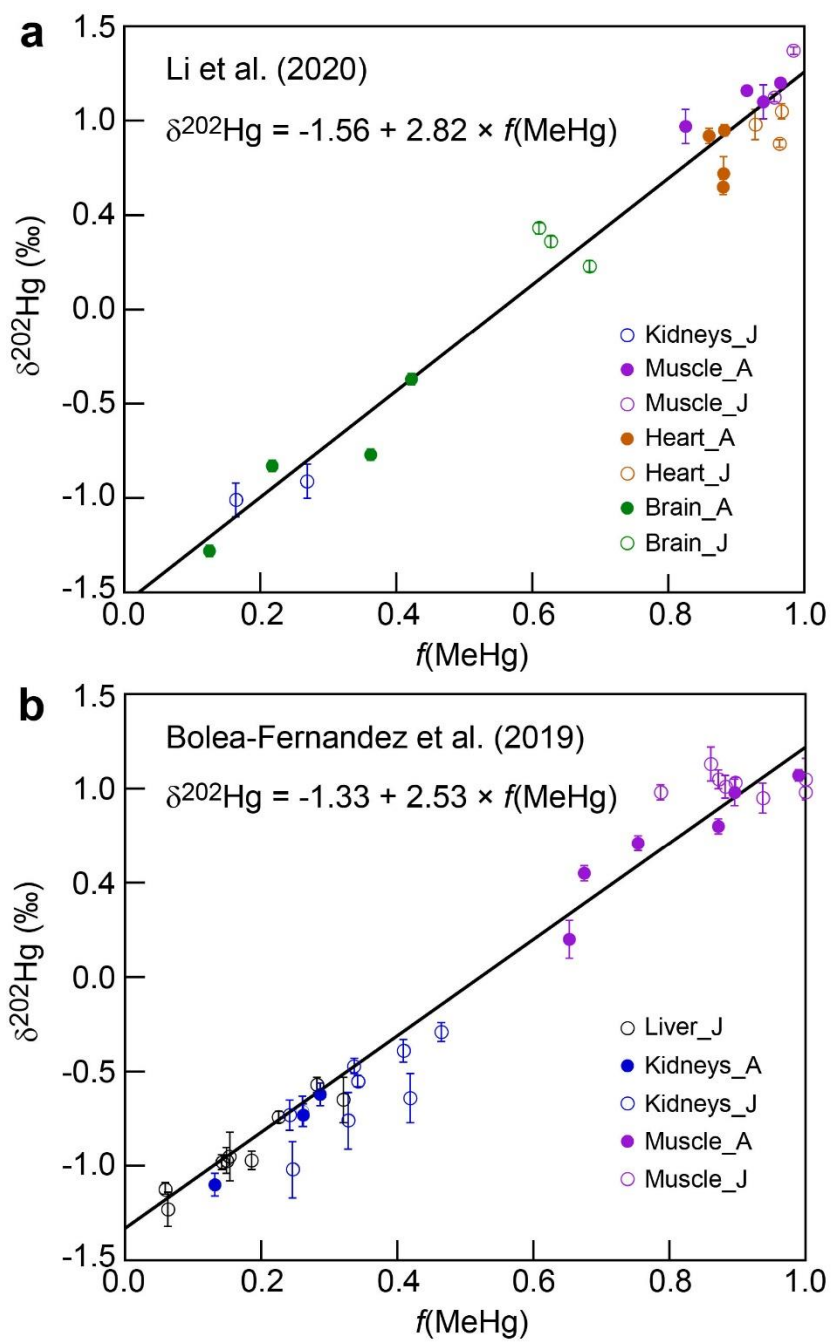 a
Li et al. (2020)
δ²⁰²Hg = -1.56 + 2.82 × f(MeHg)
δ²⁰²Hg (‰)
1.5
1.0
0.4
0.0
-0.5
-1.0
-1.5
Kidneys_J
Muscle_A
Muscle_J
Heart_A
Heart_J
Brain_A
Brain_J
0.0 0.2 0.4 0.6 0.8 1.0
f(MeHg)
b
Bolea-Fernandez et al. (2019)
δ²⁰²Hg = -1.33 + 2.53 × f(MeHg)
δ²⁰²Hg (‰)
1.5
1.0
0.4
0.0
-0.5
-1.0
-1.5
Liver_J
Kidneys_A
Kidneys_J
Muscle_A
Muscle_J
0.0 0.2 0.4 0.6 0.8 1.0
f(MeHg)